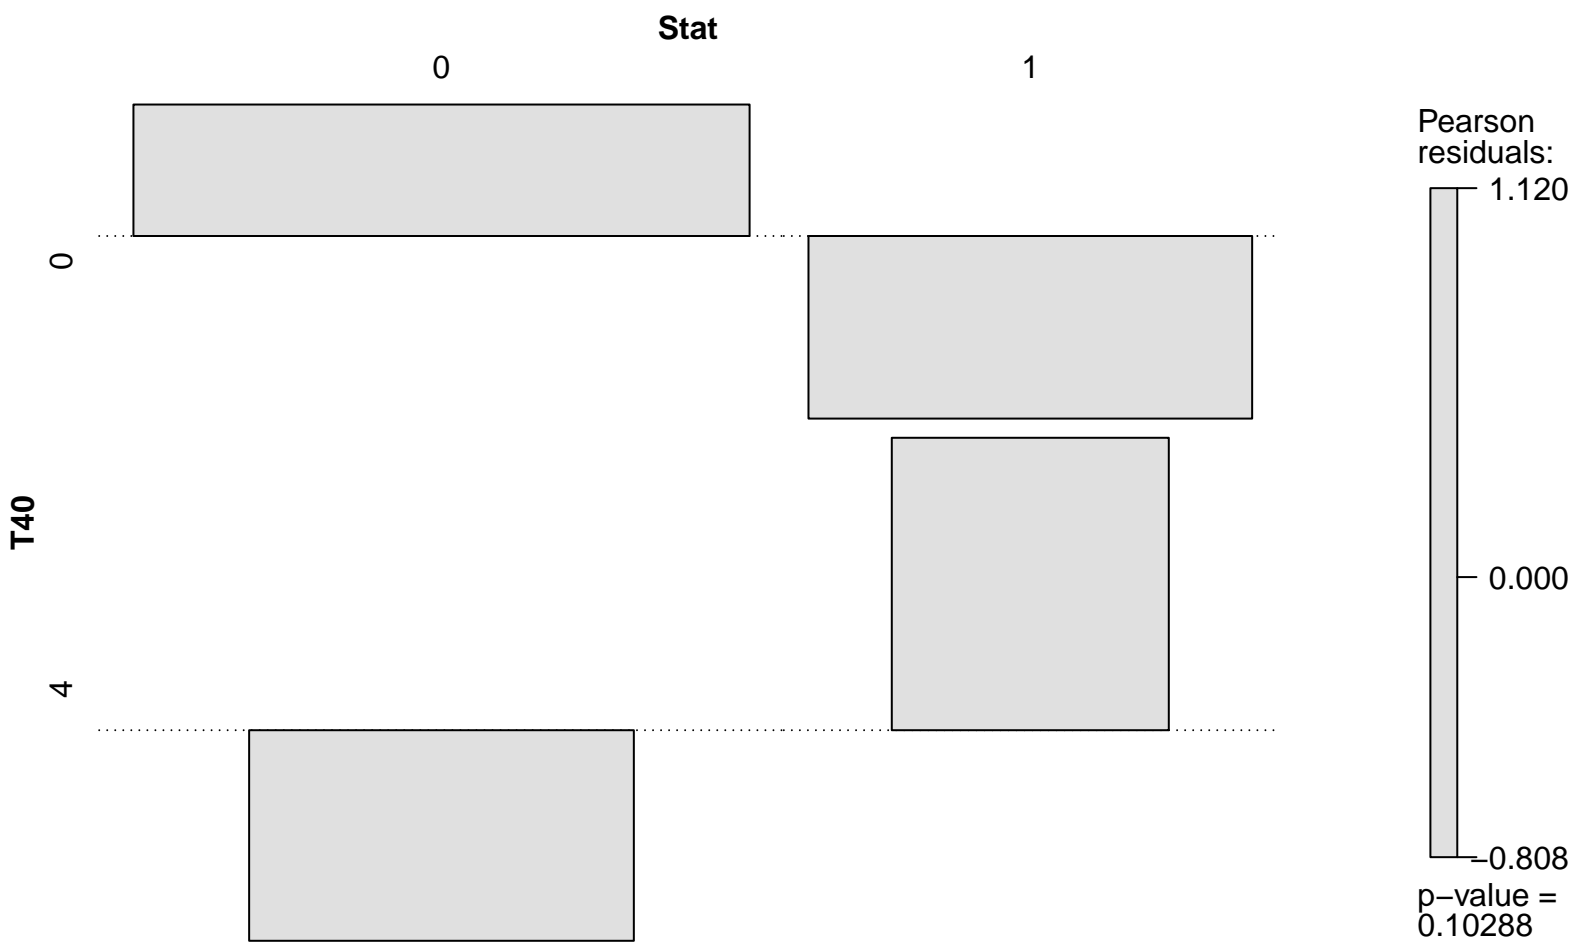 Stat
0
1
Pearson
residuals:
1.120
0.000
−0.808
p−value =
0.10288
T40
0
4